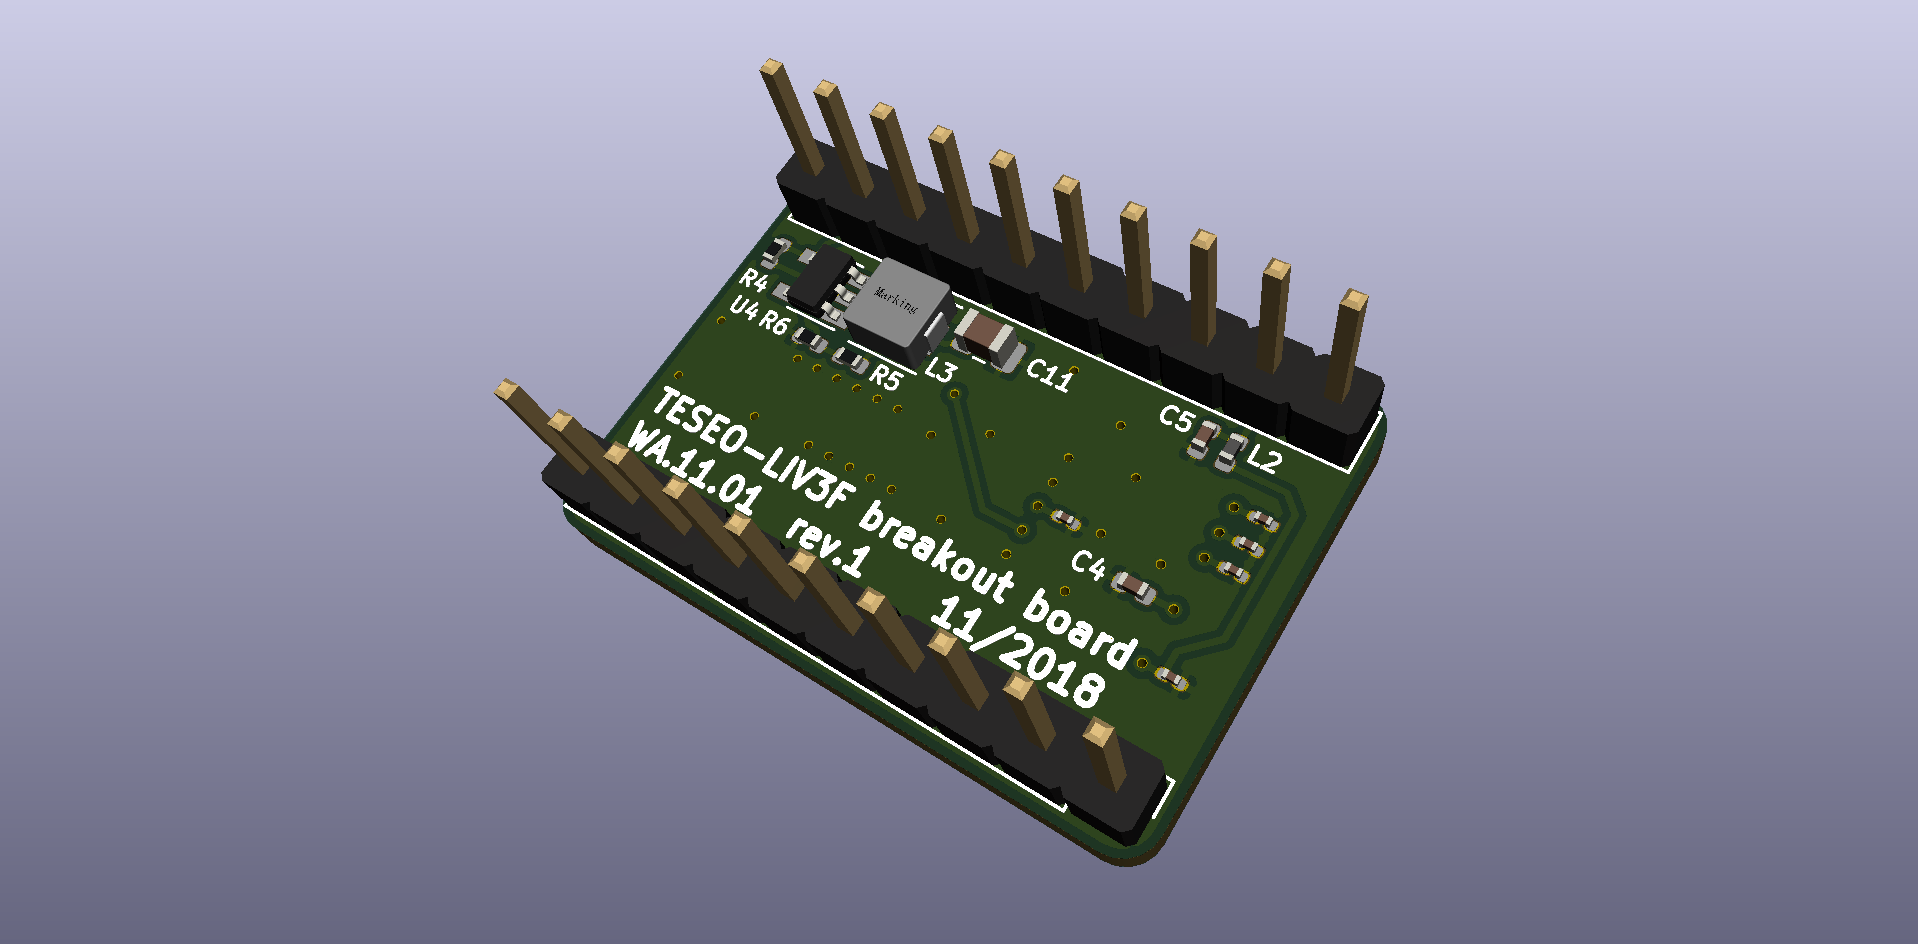 R4
U4 R6
Marking
R5
L3
C11
C5
L2
TESEO-LIV3F breakout board
WA.11.01 rev.1 11/2018
C4